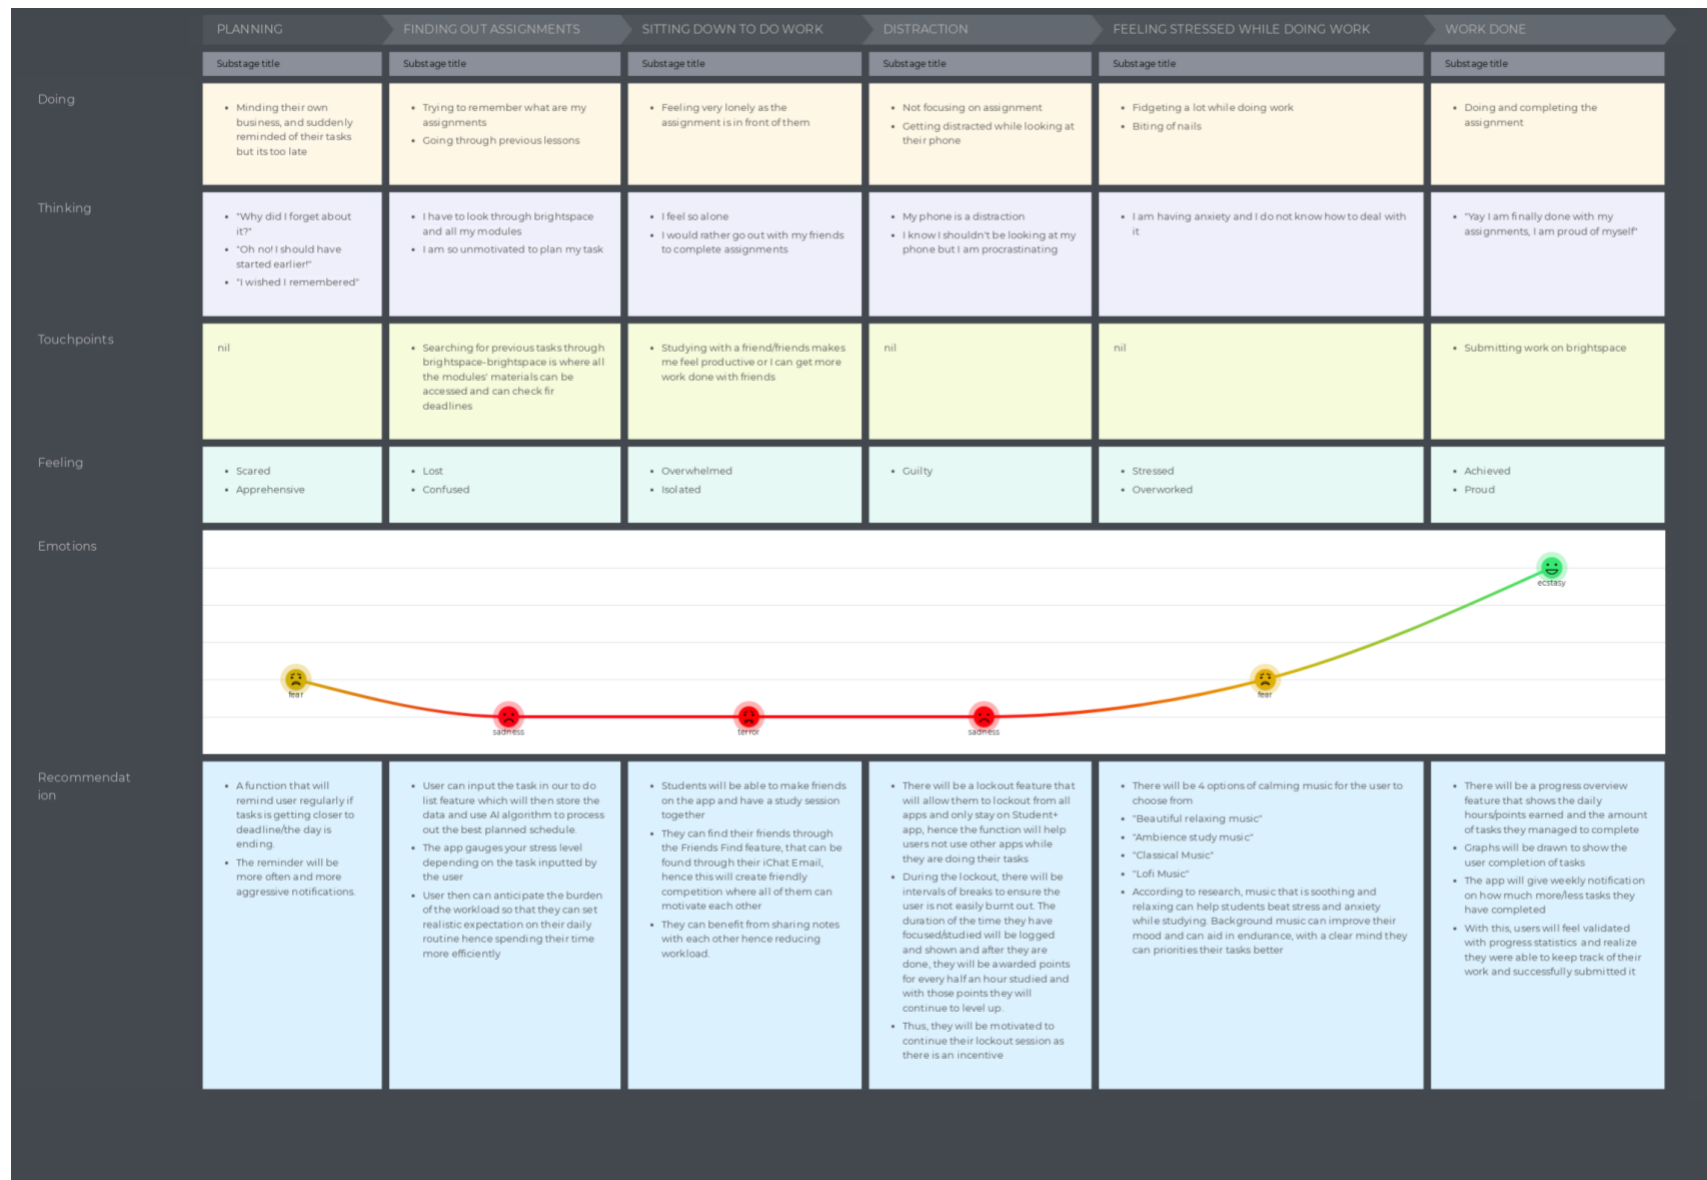 PLANNING
FINDING OUT ASSIGNMENTS
SITTING DOWN TO DO WORK
DISTRACTION
FEELING STRESSED WHILE DOING WORK
WORK DONE
Substage title
Substage title
Substage title
Substage title
Substage title
Substage title
Doing
• Minding their own
business, and suddenly
reminded of their tasks
but its too late
• Trying to remember what are my
assignments
• Going through previous lessons
• Feeling very lonely as the
assignment is in front of them
• Not focusing on assignment
• Getting distracted while looking at
their phone
• Fidgeting a lot while doing work
• Biting of nails
• Doing and completing the
assignment
Thinking
• "Why did I forget about
it?"
• "Oh no! I should have
started earlier!"
• "I wished I remembered"
• I have to look through brightspace
and all my modules
• I am so unmotivated to plan my task
• I feel so alone
• I would rather go out with my friends
to complete assignments
• My phone is a distraction
• I know I shouldn't be looking at my
phone but I am procrastinating
• I am having anxiety and I do not know how to deal with
it
• "Yay I am finally done with my
assignments, I am proud of myself"
Touchpoints
nil
• Searching for previous tasks through
brightspace-brightspace is where all
the modules' materials can be
accessed and can check fir
deadlines
• Studying with a friend/friends makes
me feel productive or I can get more
work done with friends
nil
nil
• Submitting work on brightspace
Feeling
• Scared
• Apprehensive
• Lost
• Confused
• Overwhelmed
• Isolated
• Guilty
• Stressed
• Overworked
• Achieved
• Proud
Emotions
fear
sadness
terror
sadness
fear
ecstasy
Recommendat
ion
• A function that will
remind user regularly if
tasks is getting closer to
deadline/the day is
ending.
• The reminder will be
more often and more
aggressive notifications.
• User can input the task in our to do
list feature which will then store the
data and use AI algorithm to process
out the best planned schedule.
• The app gauges your stress level
depending on the task inputted by
the user
• User then can anticipate the burden
of the workload so that they can set
realistic expectation on their daily
routine hence spending their time
more efficiently
• Students will be able to make friends
on the app and have a study session
together
• They can find their friends through
the Friends Find feature, that can be
found through their iChat Email,
hence this will create friendly
competition where all of them can
motivate each other
• They can benefit from sharing notes
with each other hence reducing
workload.
• There will be a lockout feature that
will allow them to lockout from all
apps and only stay on Student+
app, hence the function will help
users not use other apps while
they are doing their tasks
• During the lockout, there will be
intervals of breaks to ensure the
user is not easily burnt out. The
duration of the time they have
focused/studied will be logged
and shown and after they are
done, they will be awarded points
for every half an hour studied and
with those points they will
continue to level up.
• Thus, they will be motivated to
continue their lockout session as
there is an incentive
• There will be 4 options of calming music for the user to
choose from
• "Beautiful relaxing music"
• "Ambience study music"
• "Classical Music"
• "Lofi Music"
• According to research, music that is soothing and
relaxing can help students beat stress and anxiety
while studying. Background music can improve their
mood and can aid in endurance, with a clear mind they
can priorities their tasks better
• There will be a progress overview
feature that shows the daily
hours/points earned and the amount
of tasks they managed to complete
• Graphs will be drawn to show the
user completion of tasks
• The app will give weekly notification
on how much more/less tasks they
have completed
• With this, users will feel validated
with progress statistics and realize
they were able to keep track of their
work and successfully submitted it